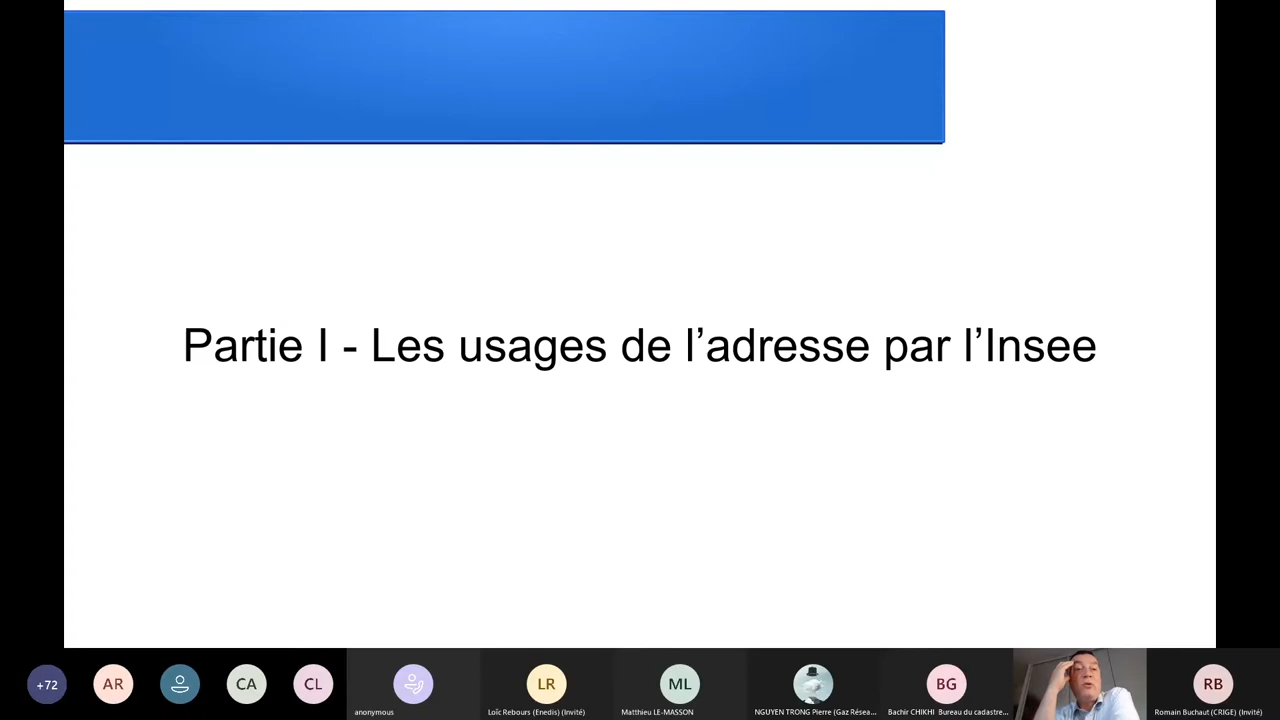 Partie I - Les usages de l’adresse par l’Insee
+72
AR
CA
CL
anonymous
LR
Loïc Rebours (Enedis) (Invité)
ML
Matthieu LE-MASSON
NGUYEN TRONG Pierre (Gaz Résea...
BG
Bachir CHIKHI Bureau du cadastre...
RB
Romain Buchaut (CRIGE) (Invité)